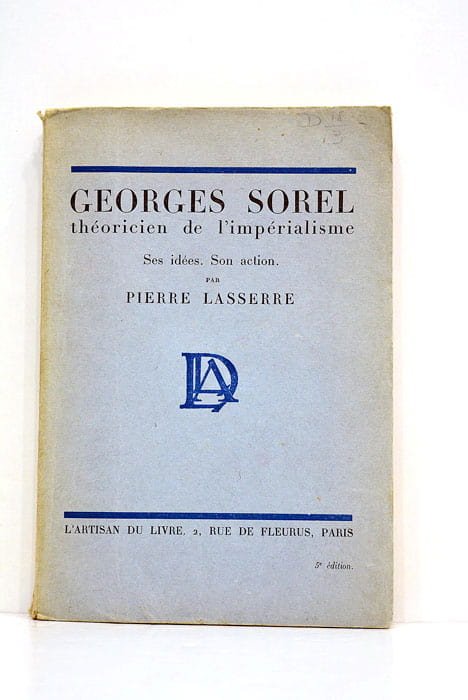 GEORGES SOREL
théoricien de l'impérialisme
Ses idées. Son action.
PAR
PIERRE LASSERRE
L'ARTISAN DU LIVRE, 2, RUE DE FLEURUS, PARIS
5e édition.